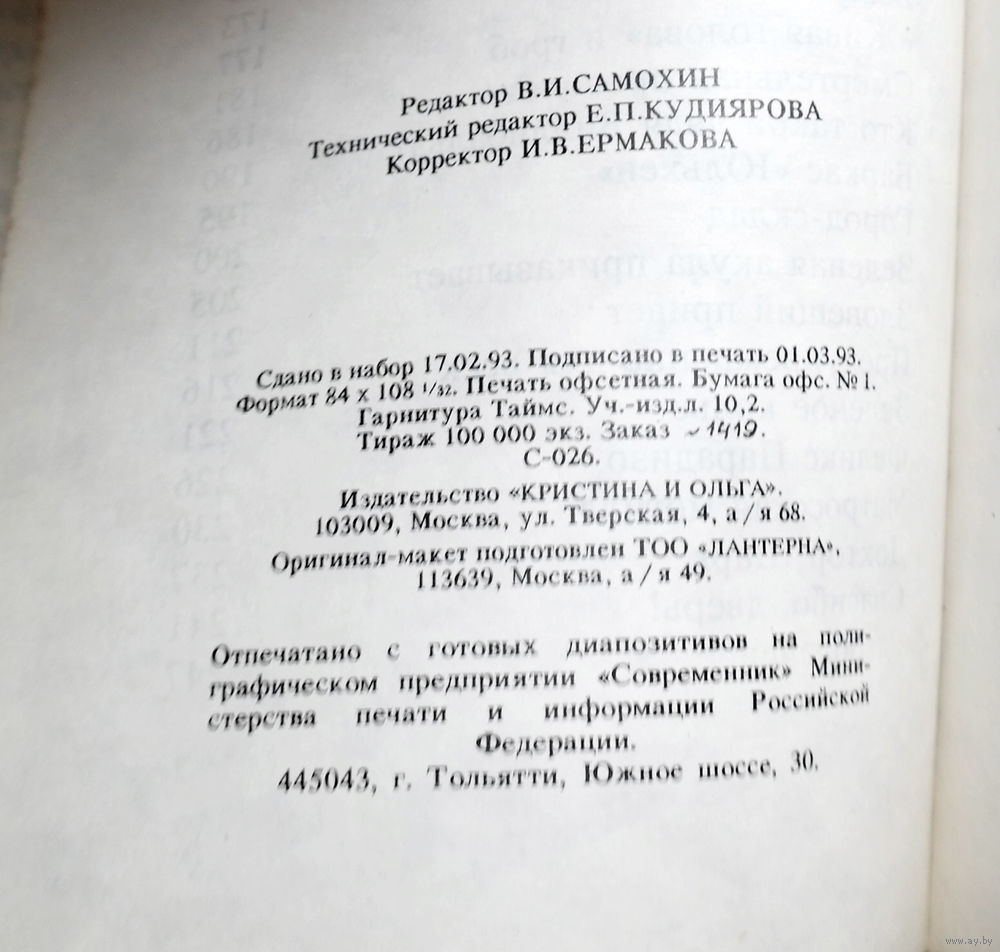 Редактор В.И.САМОХИН
Технический редактор Е.П.КУДИЯРОВА
Корректор И.В.ЕРМАКОВА
Сдано в набор 17.02.93. Подписано в печать 01.03.93.
Формат 84 x 108 1/32. Печать офсетная. Бумага офс. № 1.
Гарнитура Таймс. Уч.-изд.л. 10,2.
Тираж 100 000 экз. Заказ ~1419.
С-026.
Издательство «КРИСТИНА И ОЛЬГА».
103009, Москва, ул. Тверская, 4, а/я 68.
Оригинал-макет подготовлен ТОО «ЛАНТЕРНА».
113639, Москва, а/я 49.
Отпечатано с готовых диапозитивов на поли-
графическом предприятии «Современник» Мини-
стерства печати и информации Российской
Федерации.
445043, г. Тольятти, Южное шоссе, 30.
www.ay.by